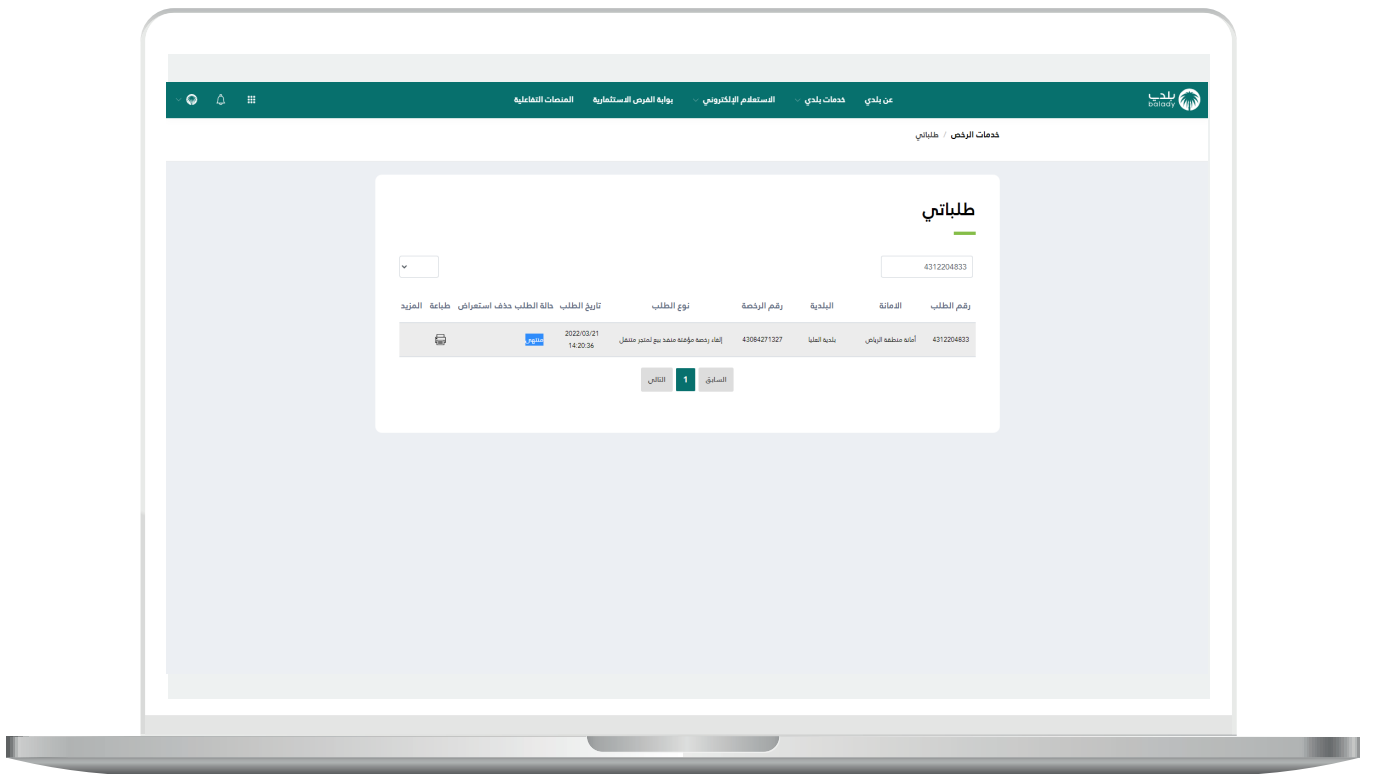 بلدي
balady
عن بلدي
خدمات بلدي
الاستعلام الإلكتروني
بوابة الفرص الاستثمارية
المنصات التفاعلية
خدمات الرخص / طلباتي
طلباتي
4312204833
رقم الطلب الامانة البلدية رقم الرخصة نوع الطلب تاريخ الطلب حالة الطلب حذف استعراض طباعة المزيد
4312204833 أمانة منطقة الرياض بلدية العليا 43084271327 إلغاء رخصة مؤقتة منفذ بيع لمتجر متنقل 2022/03/21 14:20:36 منتهي
السابق 1 التالي